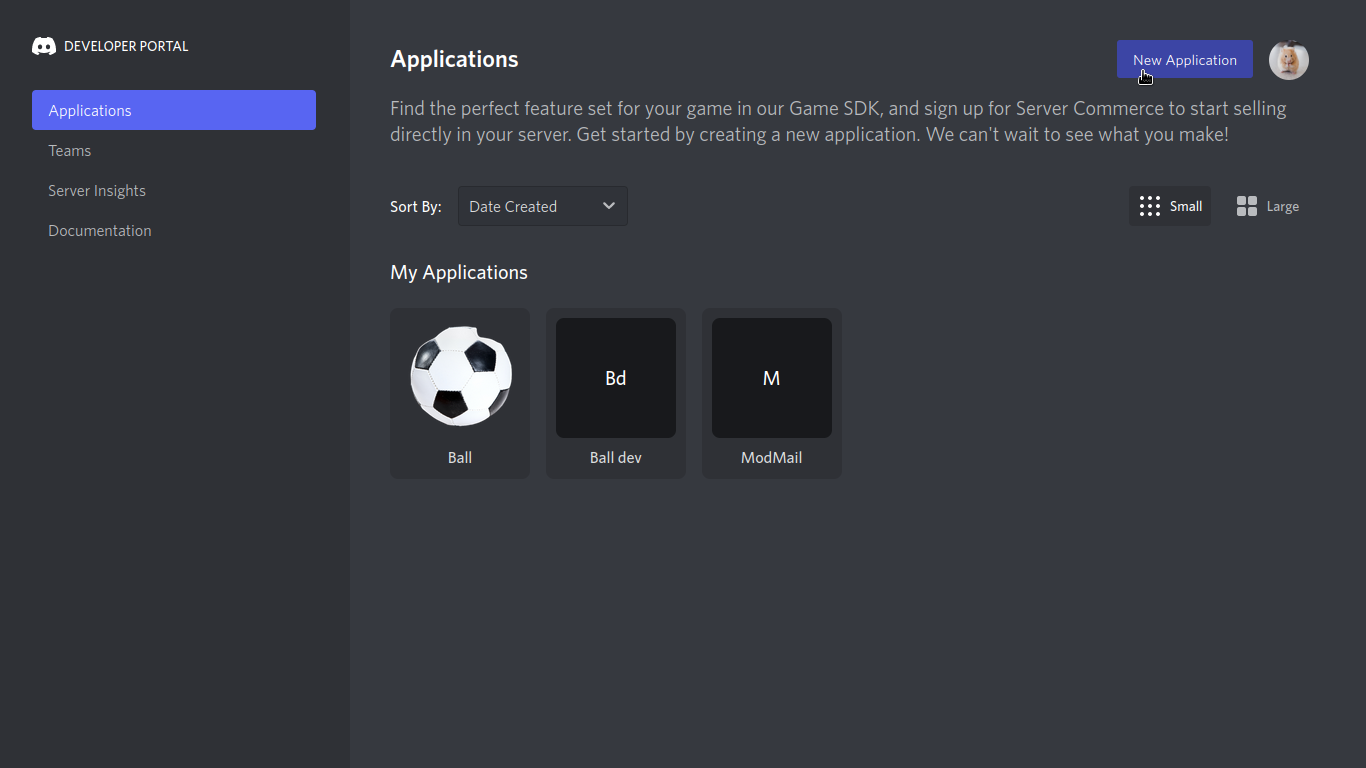 DEVELOPER PORTAL
Applications
Teams
Server Insights
Documentation
Applications
New Application
Find the perfect feature set for your game in our Game SDK, and sign up for Server Commerce to start selling
directly in your server. Get started by creating a new application. We can't wait to see what you make!
Sort By: Date Created
Small Large
My Applications
Bd M
Ball Ball dev ModMail